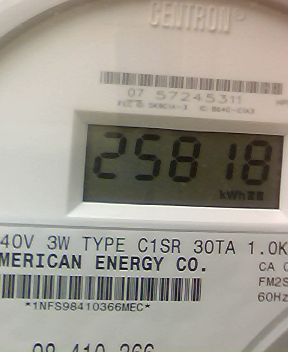 CENTRON
07 57245311
25818
kWh
40V 3W TYPE C1SR 30TA 1.0K
MERICAN ENERGY CO.
CA 0
FM2S
60Hz
*1NFS98410366MEC*
98 410 366